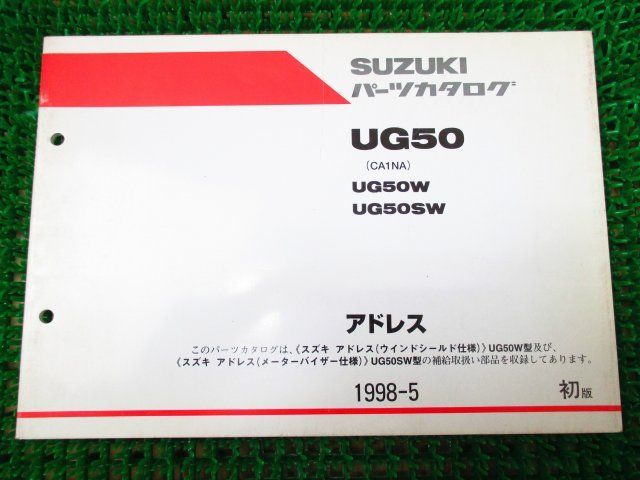 SUZUKI
パーツカタログ
UG50
(CA1NA)
UG50W
UG50SW
アドレス
このパーツカタログは、《スズキ アドレス(ウインドシールド仕様)》UG50W型及び、
《スズキ アドレス(メーターバイザー仕様)》UG50SW型の補給取扱い部品を収録してあります。
1998-5
初版